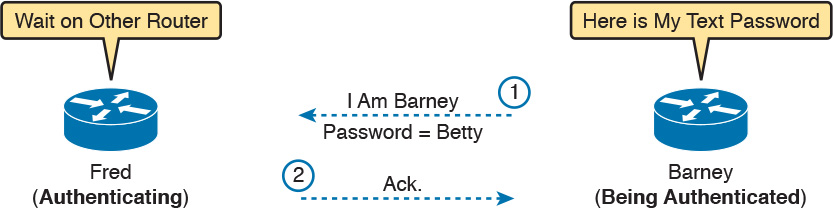 Wait on Other Router
Here is My Text Password
1
I Am Barney
Password = Betty
Fred
(Authenticating)
Barney
(Being Authenticated)
2
Ack.